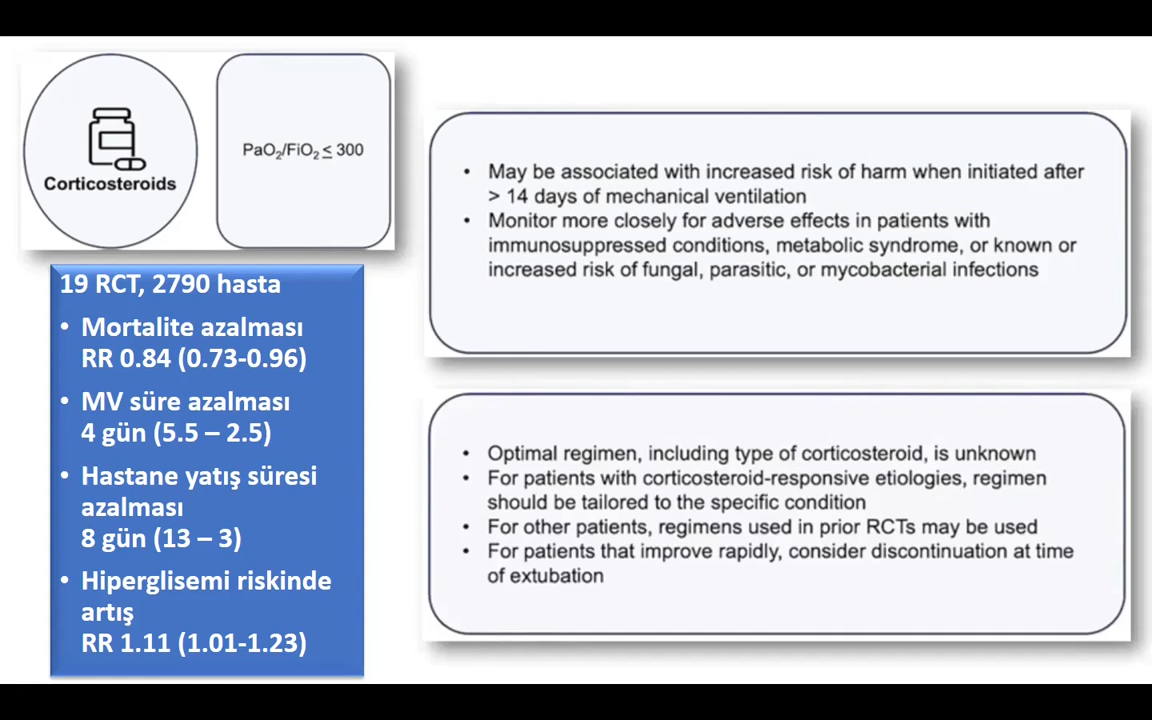 Corticosteroids
PaO₂/FiO₂ ≤ 300
19 RCT, 2790 hasta
• Mortalite azalması
RR 0.84 (0.73-0.96)
• MV süre azalması
4 gün (5.5 – 2.5)
• Hastane yatış süresi
azalması
8 gün (13 – 3)
• Hiperglisemi riskinde
artış
RR 1.11 (1.01-1.23)
• May be associated with increased risk of harm when initiated after
> 14 days of mechanical ventilation
• Monitor more closely for adverse effects in patients with
immunosuppressed conditions, metabolic syndrome, or known or
increased risk of fungal, parasitic, or mycobacterial infections
• Optimal regimen, including type of corticosteroid, is unknown
• For patients with corticosteroid-responsive etiologies, regimen
should be tailored to the specific condition
• For other patients, regimens used in prior RCTs may be used
• For patients that improve rapidly, consider discontinuation at time
of extubation